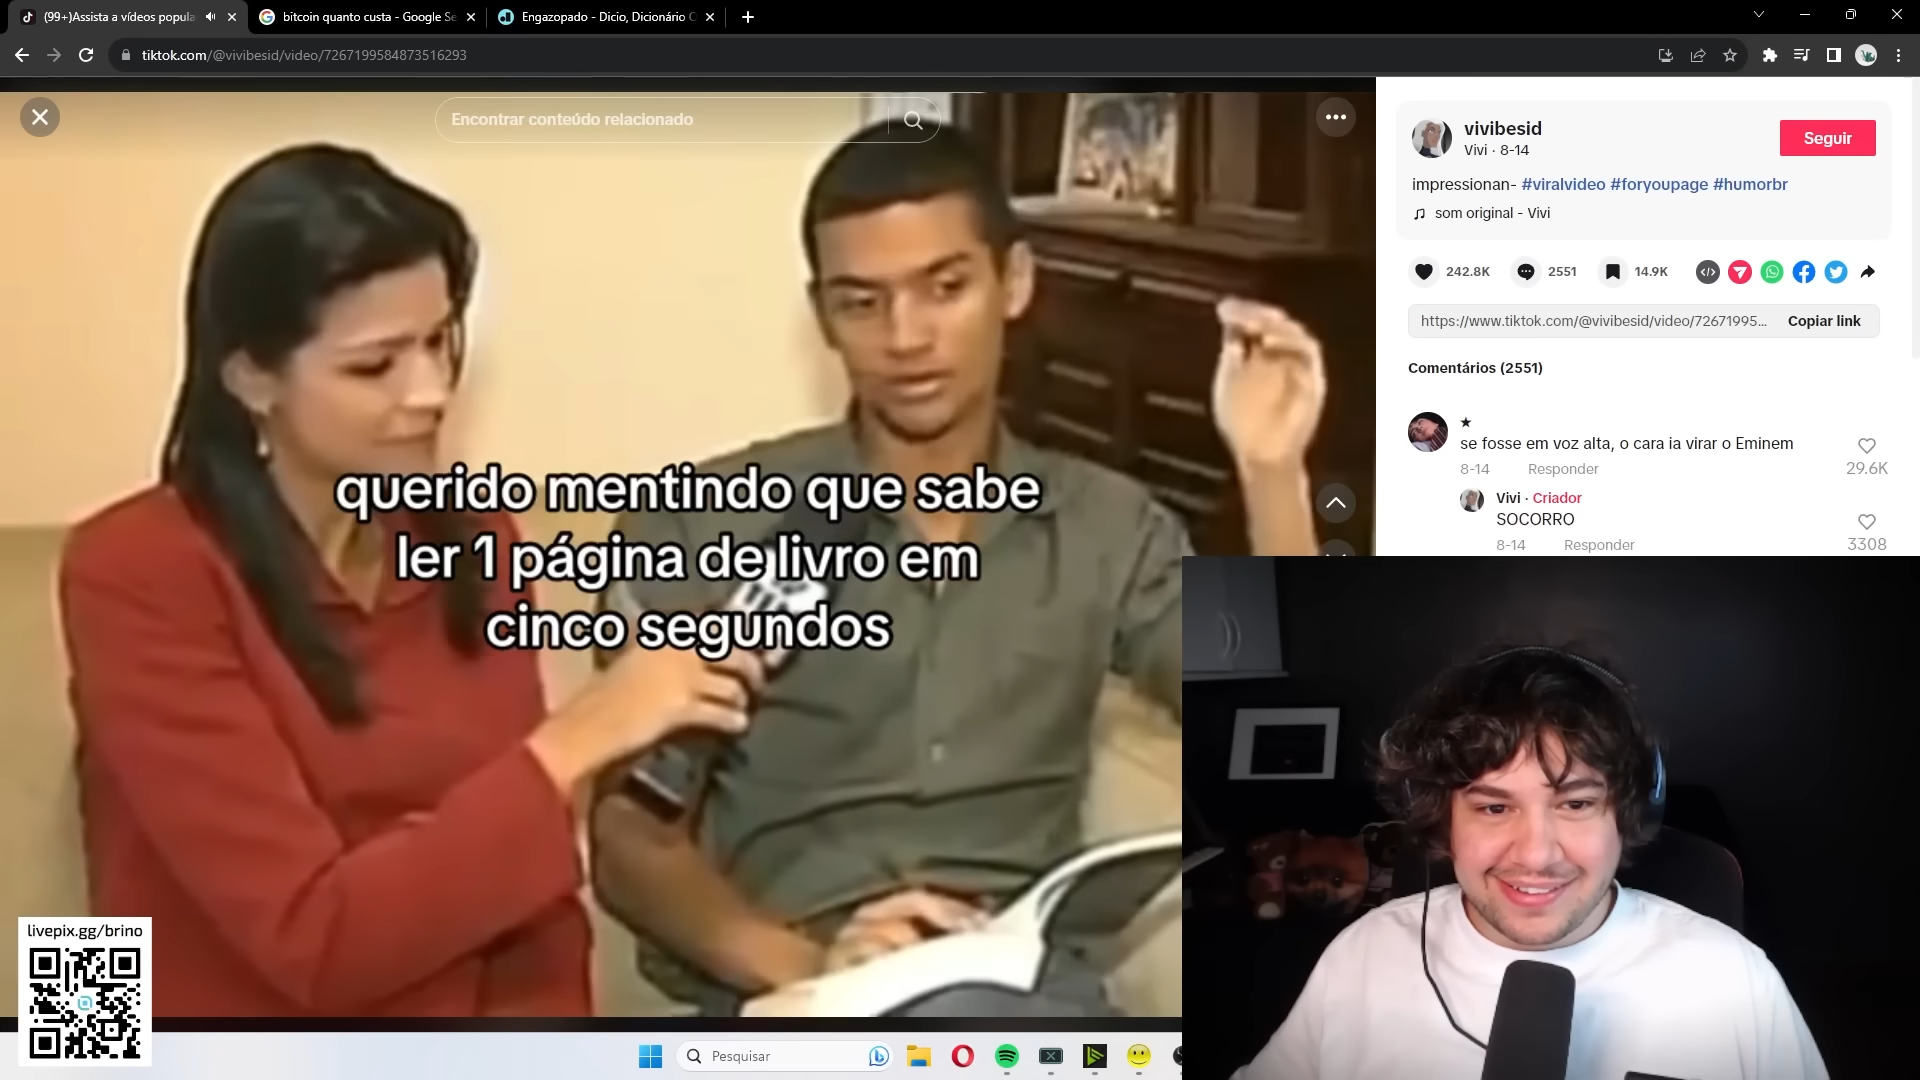 (99+)Assista a vídeos popula
bitcoin quanto custa - Google Se
Engazopado - Dicio, Dicionário O
tiktok.com/@vivibesid/video/7267199584873516293
Encontrar conteúdo relacionado
vivibesid
Vivi · 8-14
Seguir
impressionan- #viralvideo #foryoupage #humorbr
som original - Vivi
242.8K
2551
14.9K
https://www.tiktok.com/@vivibesid/video/72671995...
Copiar link
Comentários (2551)
★
se fosse em voz alta, o cara ia virar o Eminem
8-14
Responder
29.6K
Vivi · Criador
SOCORRO
8-14
Responder
3308
querido mentindo que sabe
ler 1 página de livro em
cinco segundos
livepix.gg/brino
Pesquisar